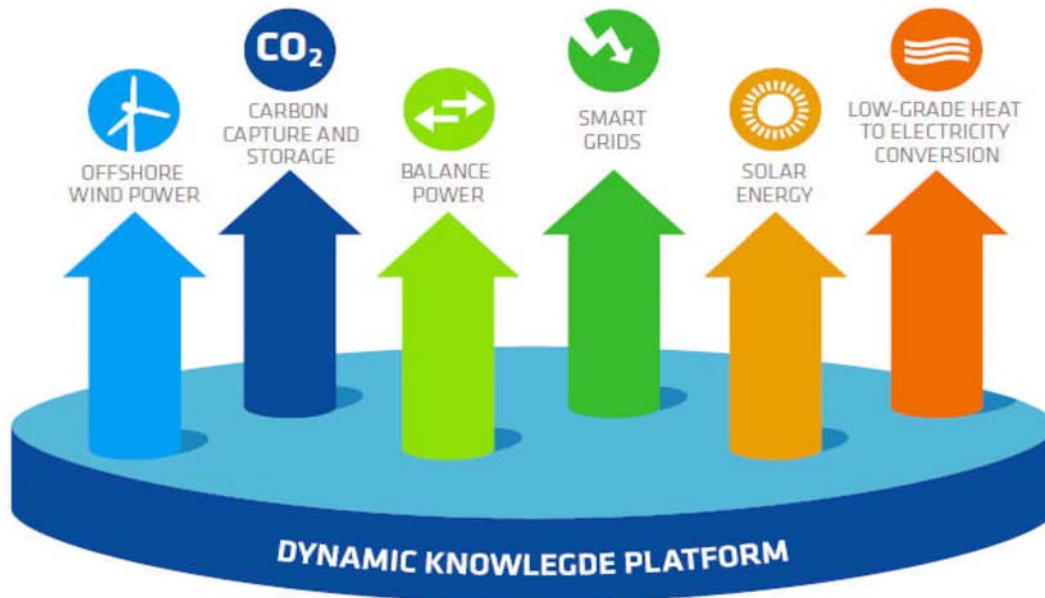 OFFSHORE
WIND POWER
CO₂
CARBON
CAPTURE AND
STORAGE
BALANCE
POWER
SMART
GRIDS
SOLAR
ENERGY
LOW-GRADE HEAT
TO ELECTRICITY
CONVERSION
DYNAMIC KNOWLEGDE PLATFORM